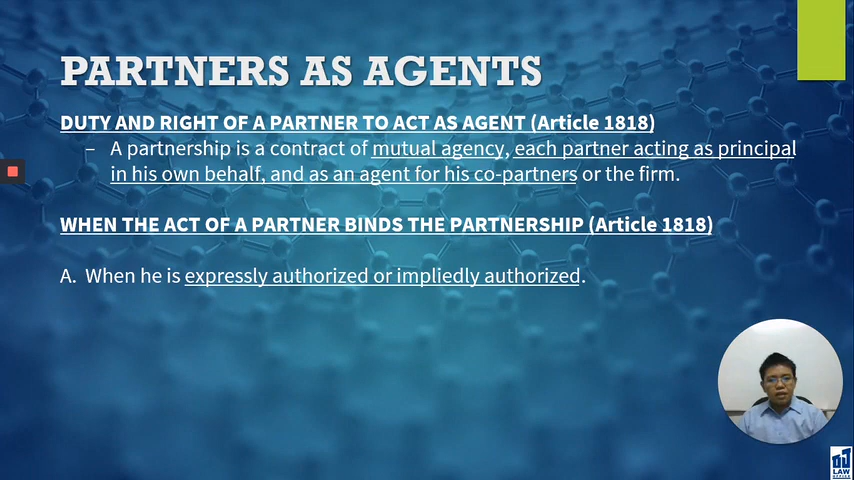 PARTNERS AS AGENTS
DUTY AND RIGHT OF A PARTNER TO ACT AS AGENT (Article 1818)
– A partnership is a contract of mutual agency, each partner acting as principal
in his own behalf, and as an agent for his co-partners or the firm.
WHEN THE ACT OF A PARTNER BINDS THE PARTNERSHIP (Article 1818)
A. When he is expressly authorized or impliedly authorized.
LAW